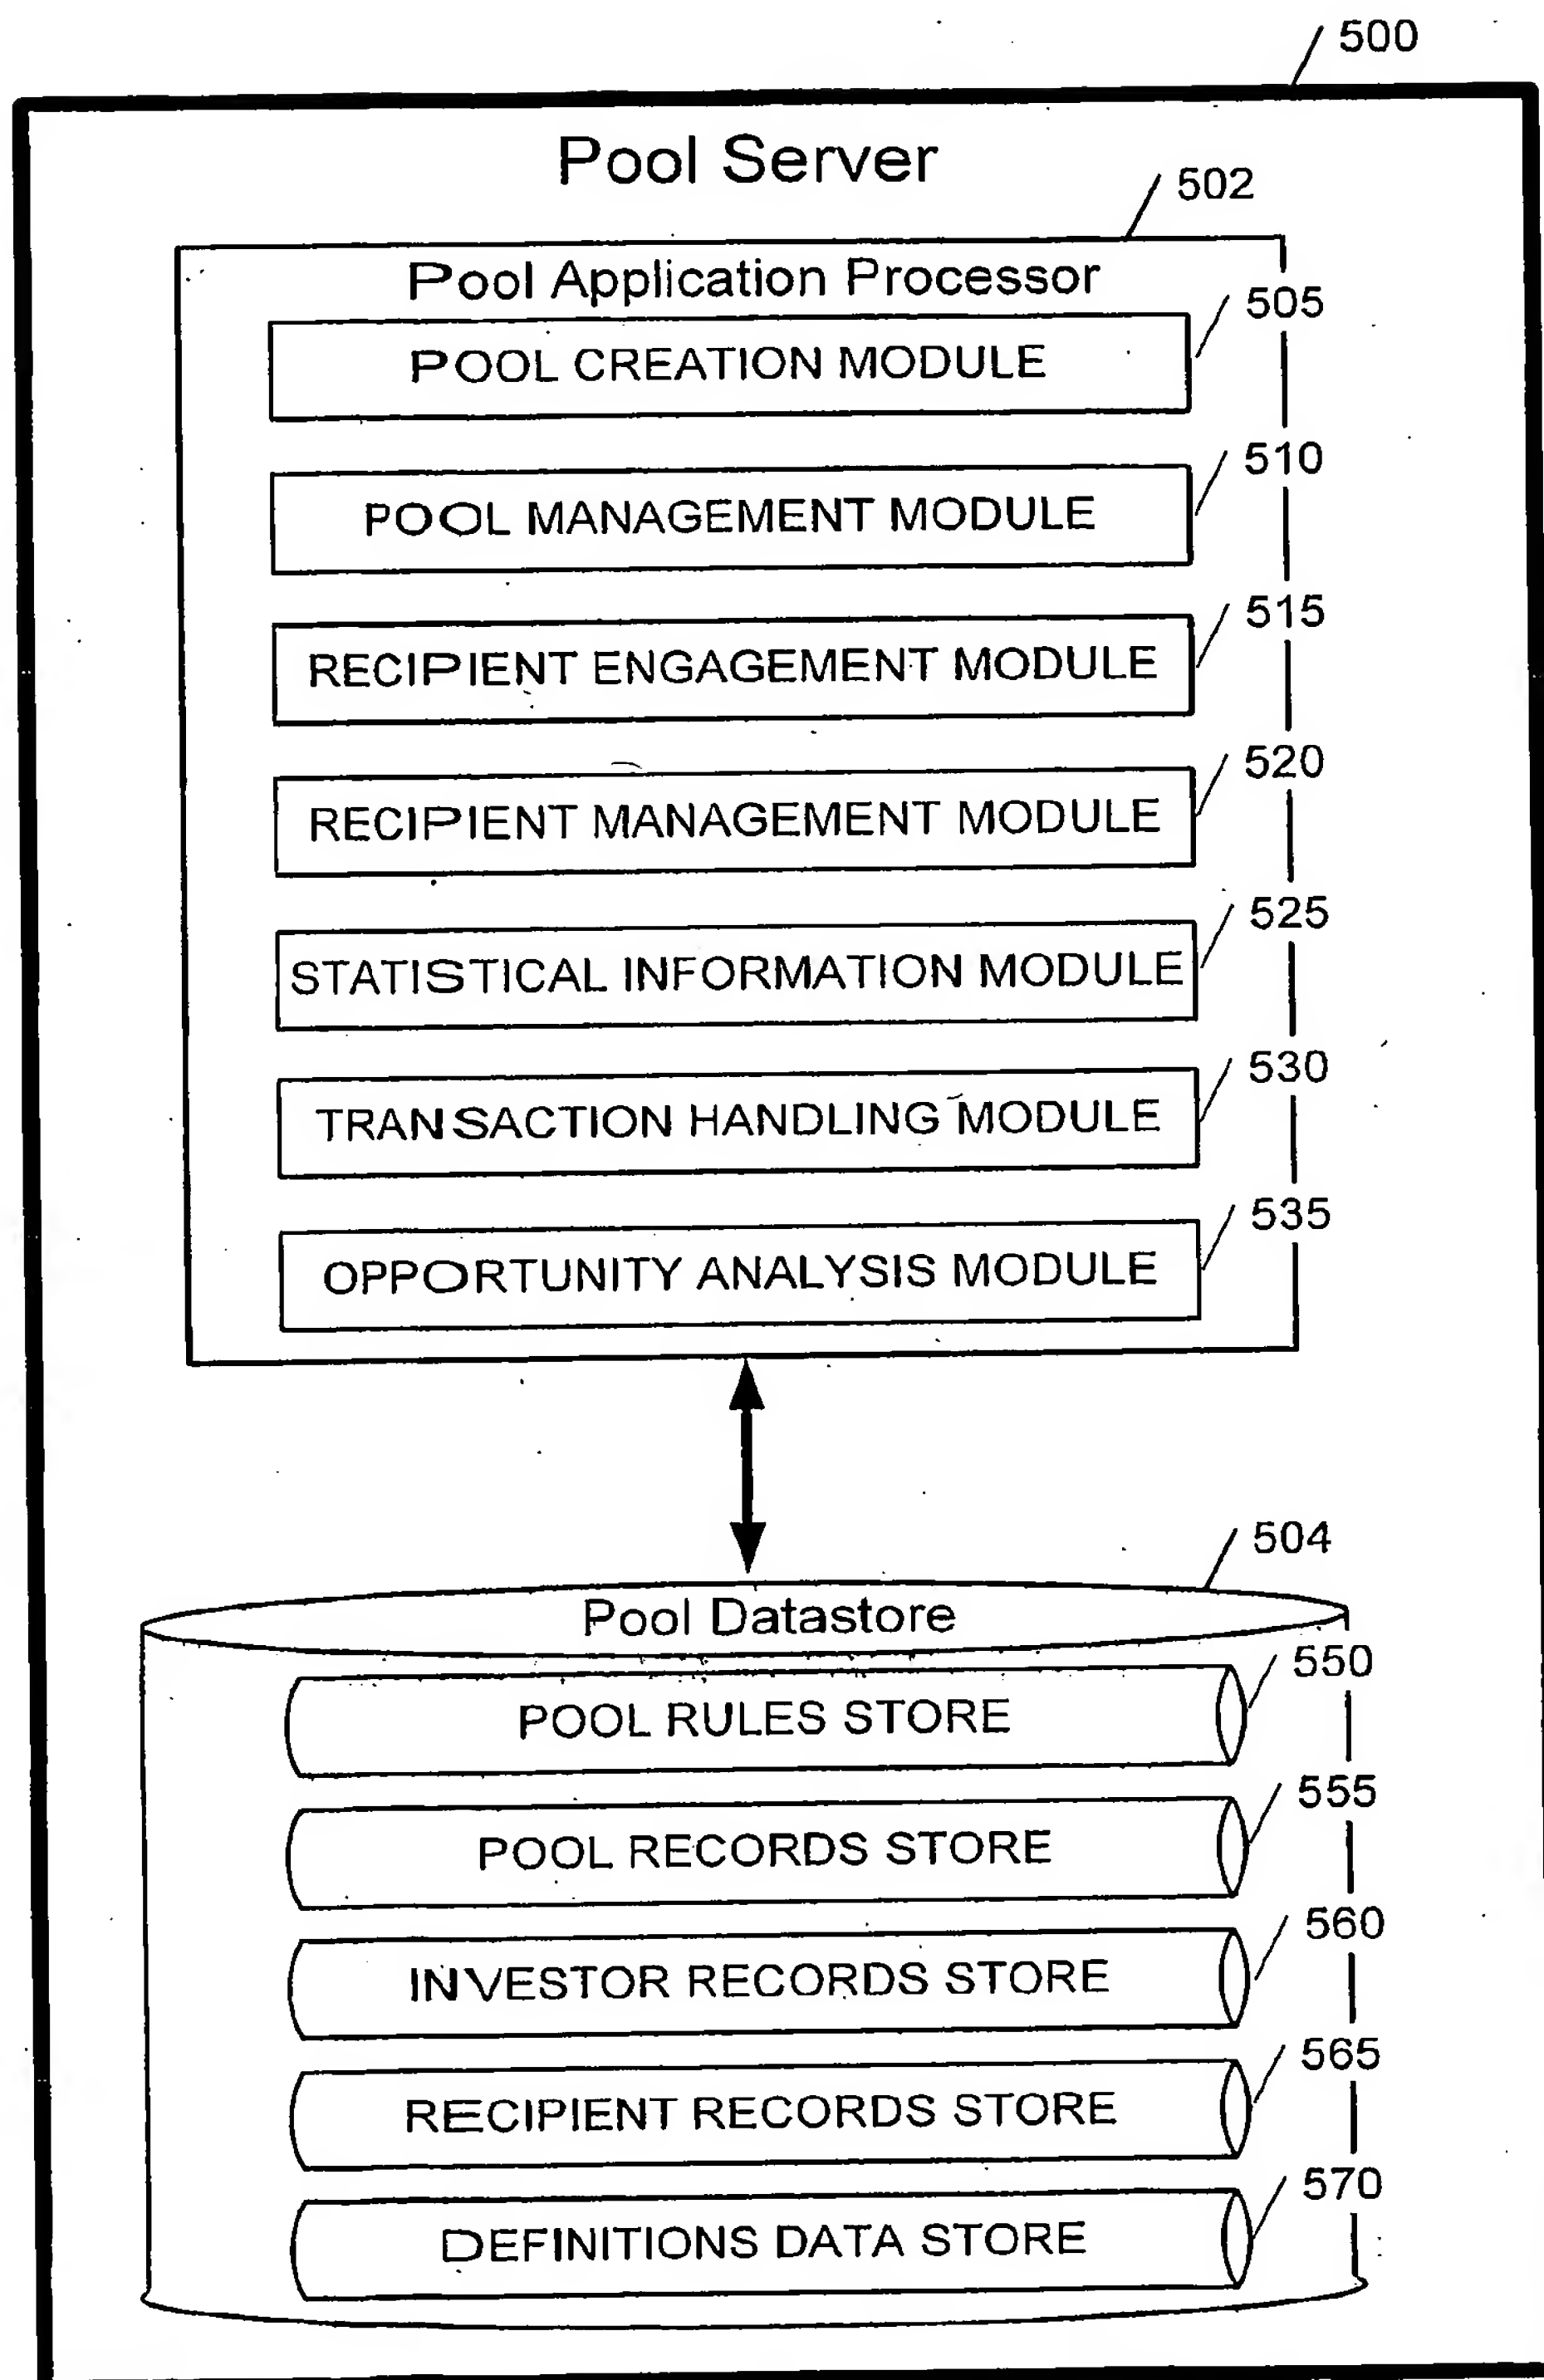 500
Pool Server
502
Pool Application Processor
505
POOL CREATION MODULE
510
POOL MANAGEMENT MODULE
515
RECIPIENT ENGAGEMENT MODULE
520
RECIPIENT MANAGEMENT MODULE
525
STATISTICAL INFORMATION MODULE
530
TRANSACTION HANDLING MODULE
535
OPPORTUNITY ANALYSIS MODULE
504
Pool Datastore
550
POOL RULES STORE
555
POOL RECORDS STORE
560
INVESTOR RECORDS STORE
565
RECIPIENT RECORDS STORE
570
DEFINITIONS DATA STORE